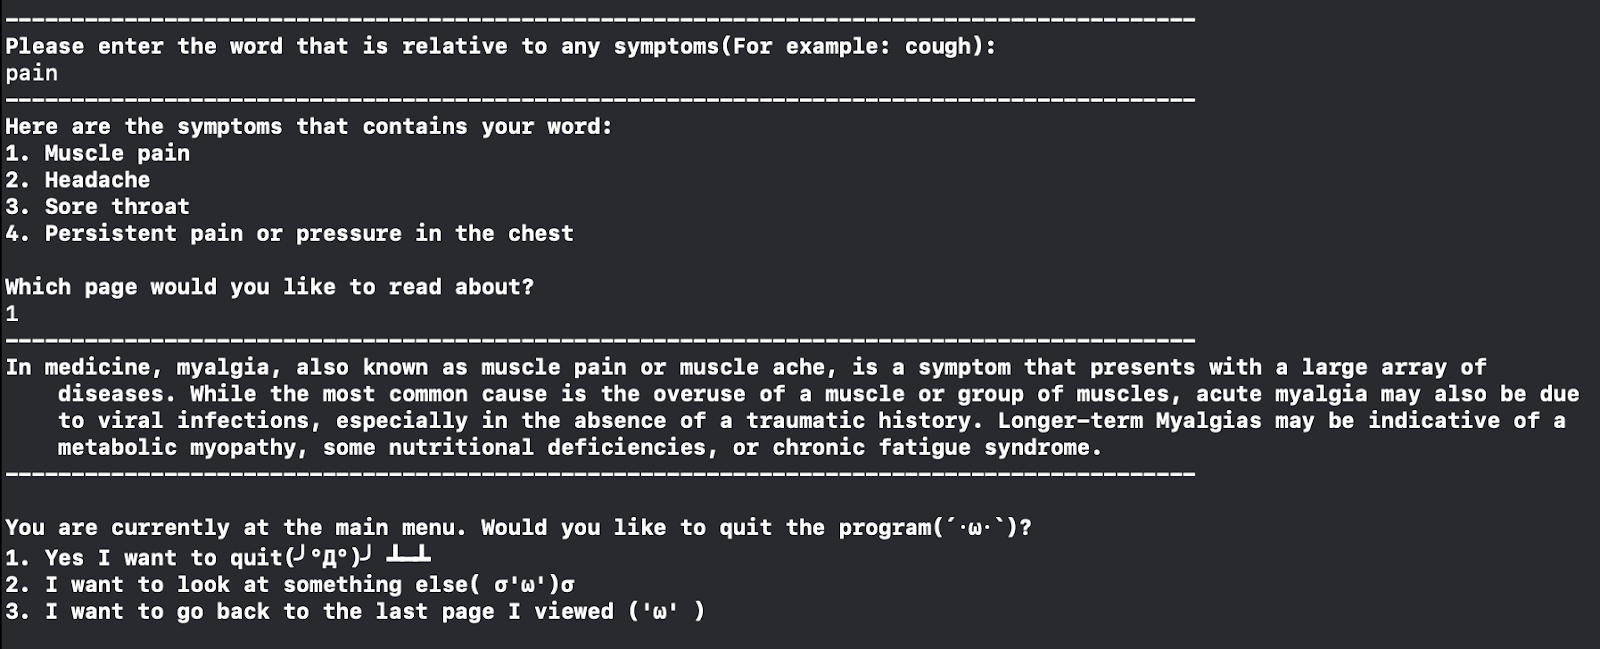 ------------------------------------------------------------------------------------------
Please enter the word that is relative to any symptoms(For example: cough):
pain
------------------------------------------------------------------------------------------
Here are the symptoms that contains your word:
1. Muscle pain
2. Headache
3. Sore throat
4. Persistent pain or pressure in the chest
Which page would you like to read about?
1
------------------------------------------------------------------------------------------
In medicine, myalgia, also known as muscle pain or muscle ache, is a symptom that presents with a large array of
diseases. While the most common cause is the overuse of a muscle or group of muscles, acute myalgia may also be due
to viral infections, especially in the absence of a traumatic history. Longer-term Myalgias may be indicative of a
metabolic myopathy, some nutritional deficiencies, or chronic fatigue syndrome.
------------------------------------------------------------------------------------------
You are currently at the main menu. Would you like to quit the program(´·ω·`)?
1. Yes I want to quit(╯°Д°)╯ ┻━┻
2. I want to look at something else( σ'ω')σ
3. I want to go back to the last page I viewed ('ω' )